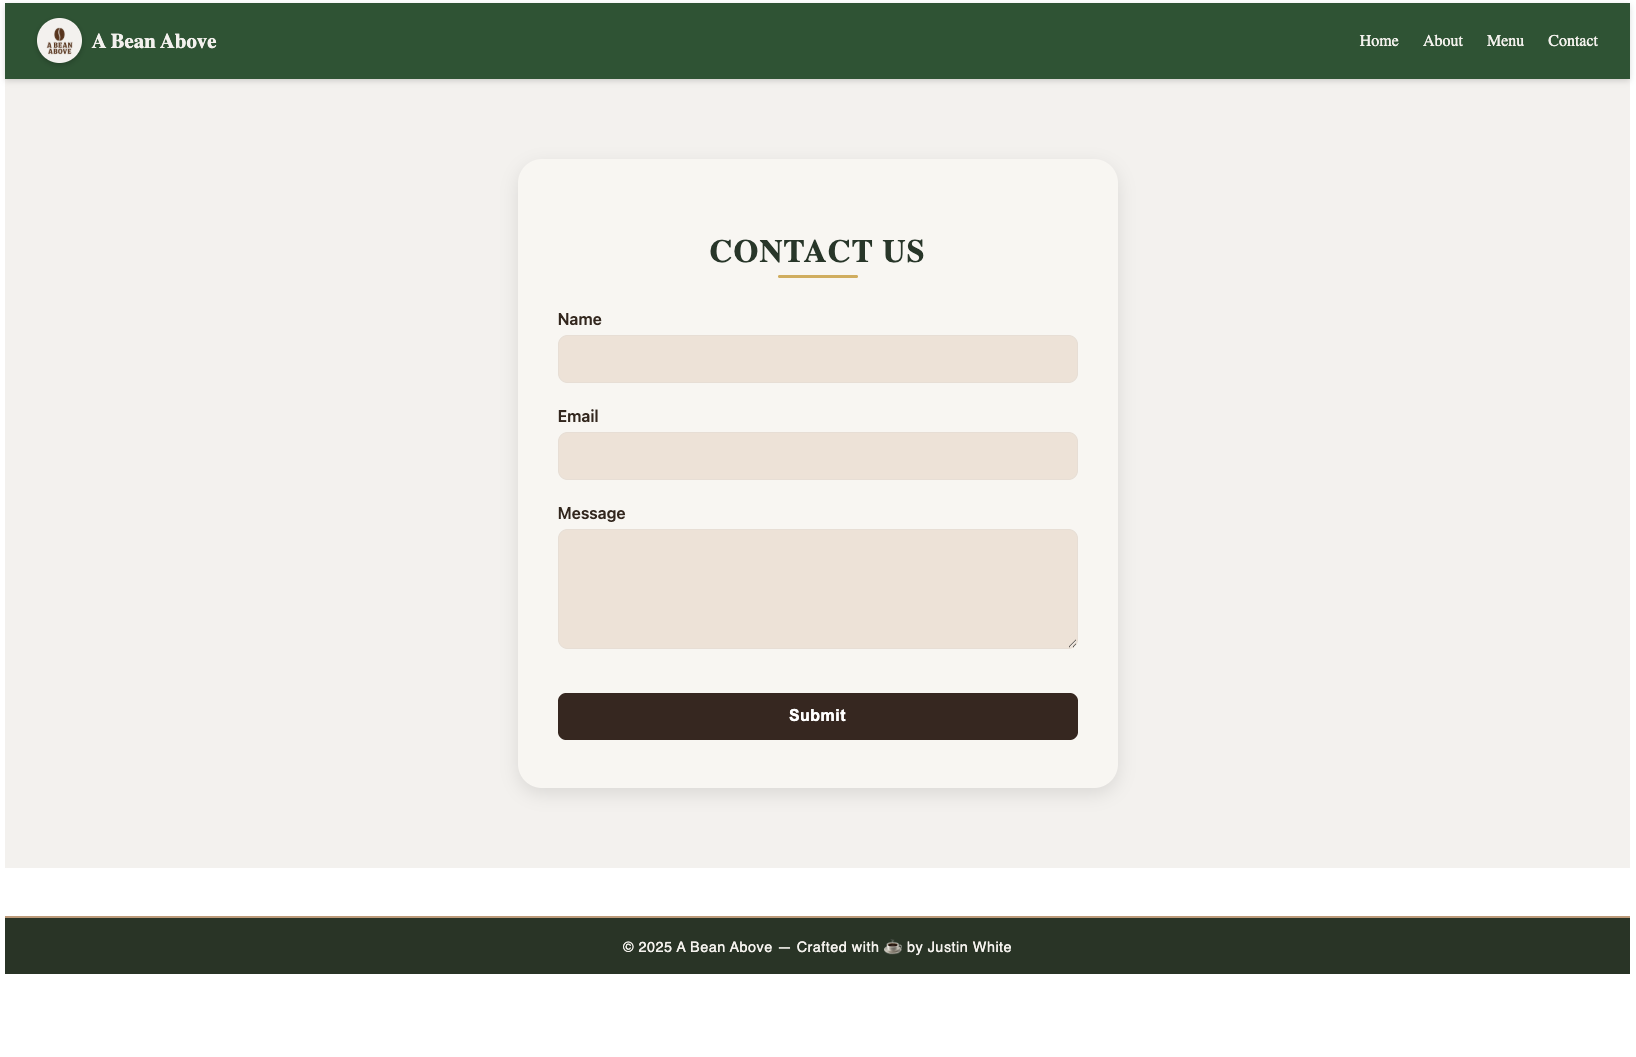 A BEAN
ABOVE
A Bean Above
Home About Menu Contact
CONTACT US
Name
Email
Message
Submit
© 2025 A Bean Above — Crafted with ☕ by Justin White